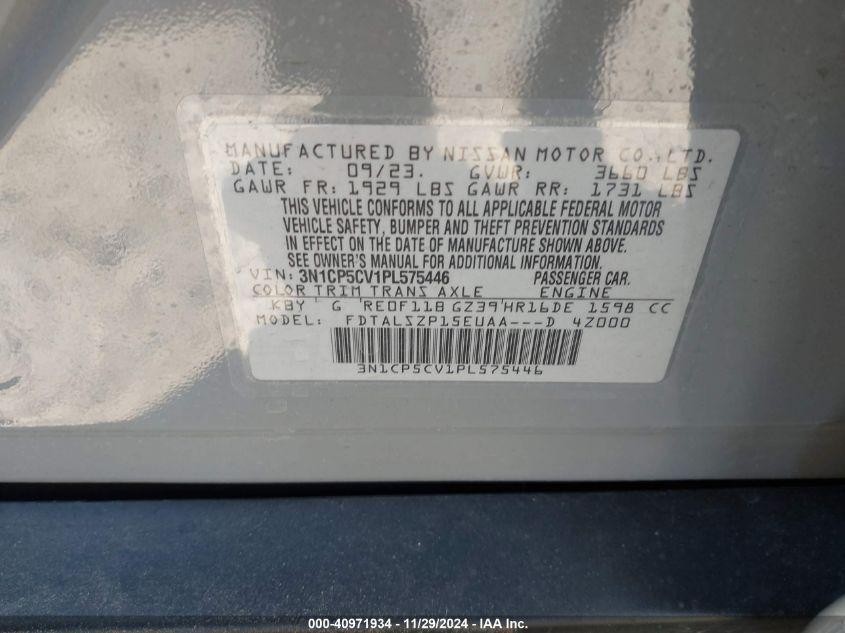 MANUFACTURED BY NISSAN MOTOR CO., LTD.
DATE: 09/23. GVWR: 3660 LBS
GAWR FR: 1929 LBS GAWR RR: 1731 LBS
THIS VEHICLE CONFORMS TO ALL APPLICABLE FEDERAL MOTOR
VEHICLE SAFETY, BUMPER AND THEFT PREVENTION STANDARDS
IN EFFECT ON THE DATE OF MANUFACTURE SHOWN ABOVE.
SEE OWNER'S MANUAL FOR ADDITIONAL INFORMATION.
VIN: 3N1CP5CV1PL575446 PASSENGER CAR.
COLOR TRIM TRANS AXLE ENGINE
KBY G RE0F11B GZ39 HR16DE 1598 CC
MODEL: FDTALSZP15EUAA---D 4Z000
3N1CP5CV1PL575446
000-40971934 - 11/29/2024 - IAA Inc.